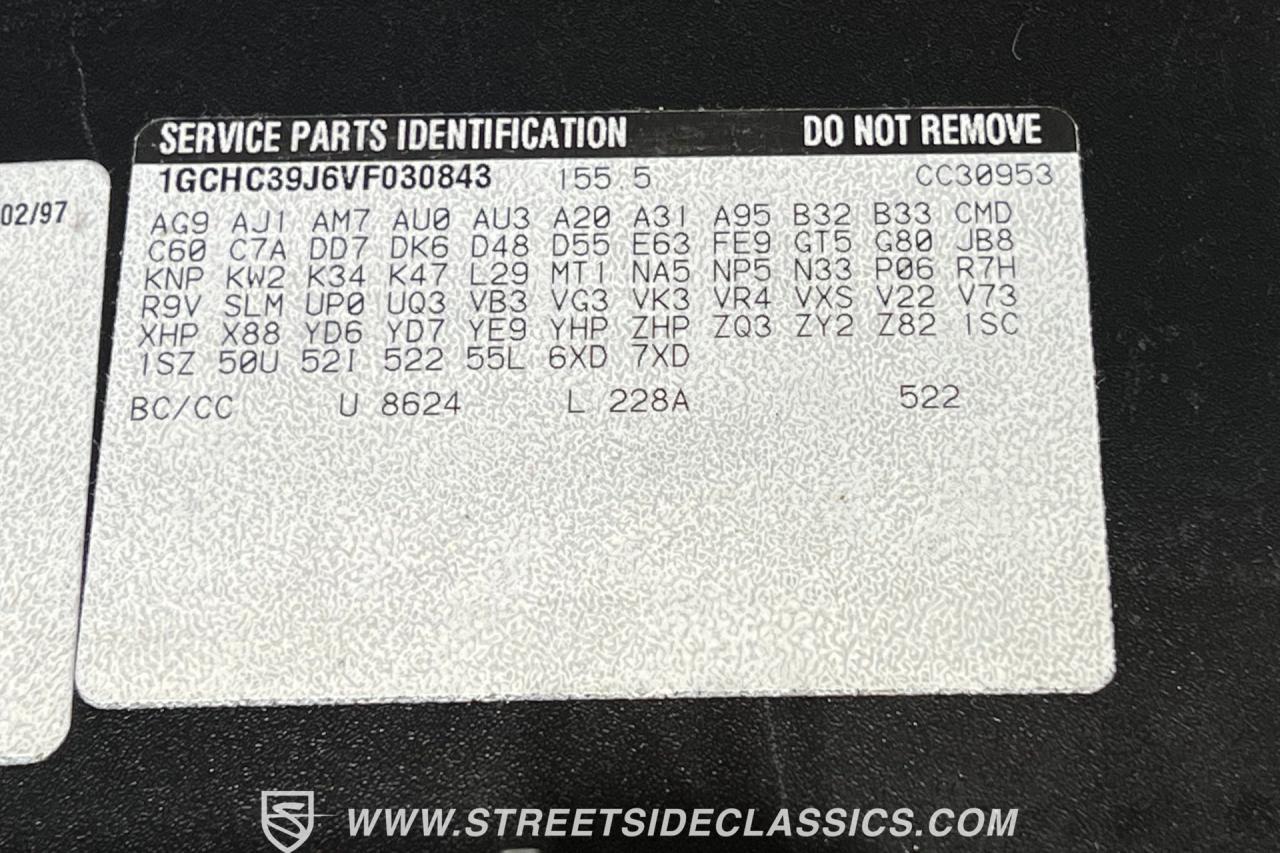 SERVICE PARTS IDENTIFICATION DO NOT REMOVE
1GCHC39J6VF030843 155.5 CC30953
02/97
AG9 AJ1 AM7 AU0 AU3 A20 A31 A95 B32 B33 CMD
C60 C7A DD7 DK6 D48 D55 E63 FE9 GT5 G80 JB8
KNP KW2 K34 K47 L29 MT1 NA5 NP5 N33 P06 R7H
R9V SLM UP0 UQ3 VB3 VG3 VK3 VR4 VXS V22 V73
XHP X88 YD6 YD7 YE9 YHP ZHP ZQ3 ZY2 Z82 1SC
1SZ 50U 52I 522 55L 6XD 7XD
BC/CC U 8624 L 228A 522
WWW.STREETSIDECLASSICS.COM